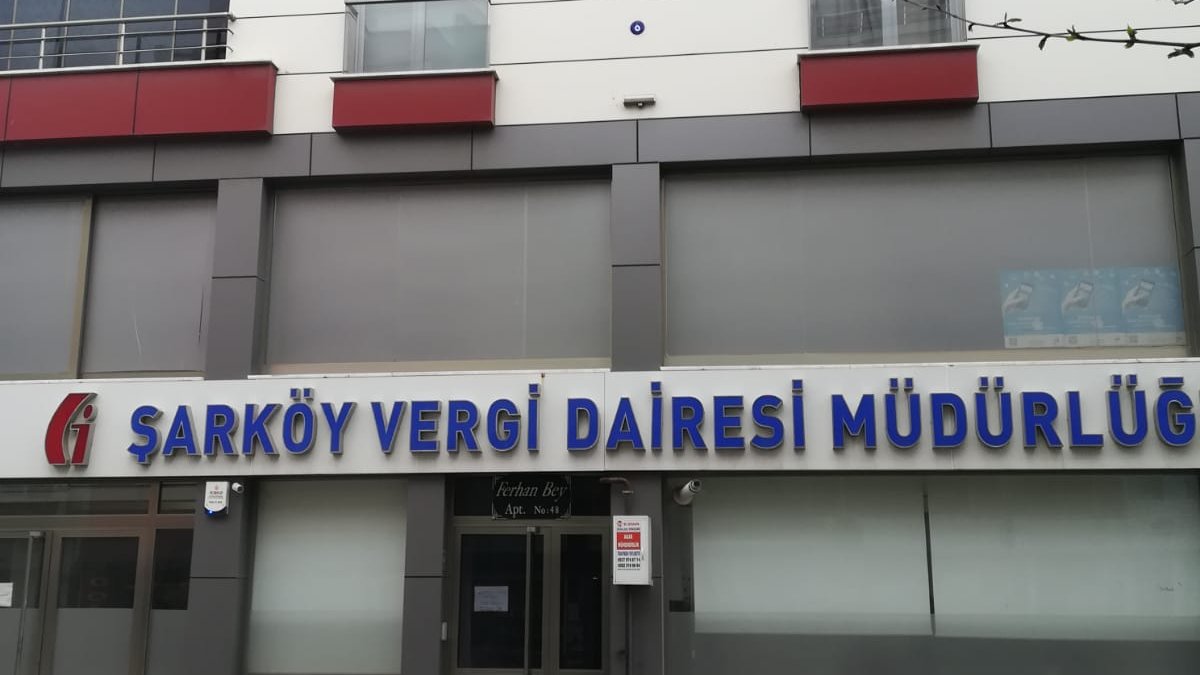 ŞARKÖY VERGİ DAİRESİ MÜDÜRLÜĞ
Ferhan Bey
Apt. No: 48